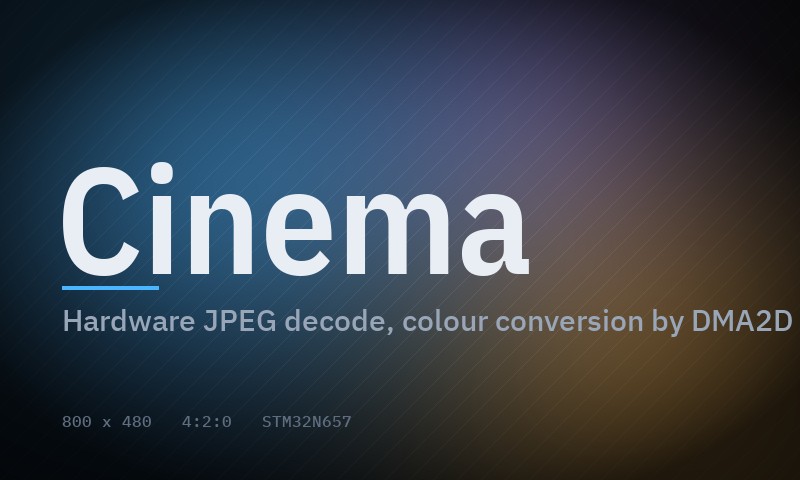 Cinema
Hardware JPEG decode, colour conversion by DMA2D
800 x 480 4:2:0 STM32N657